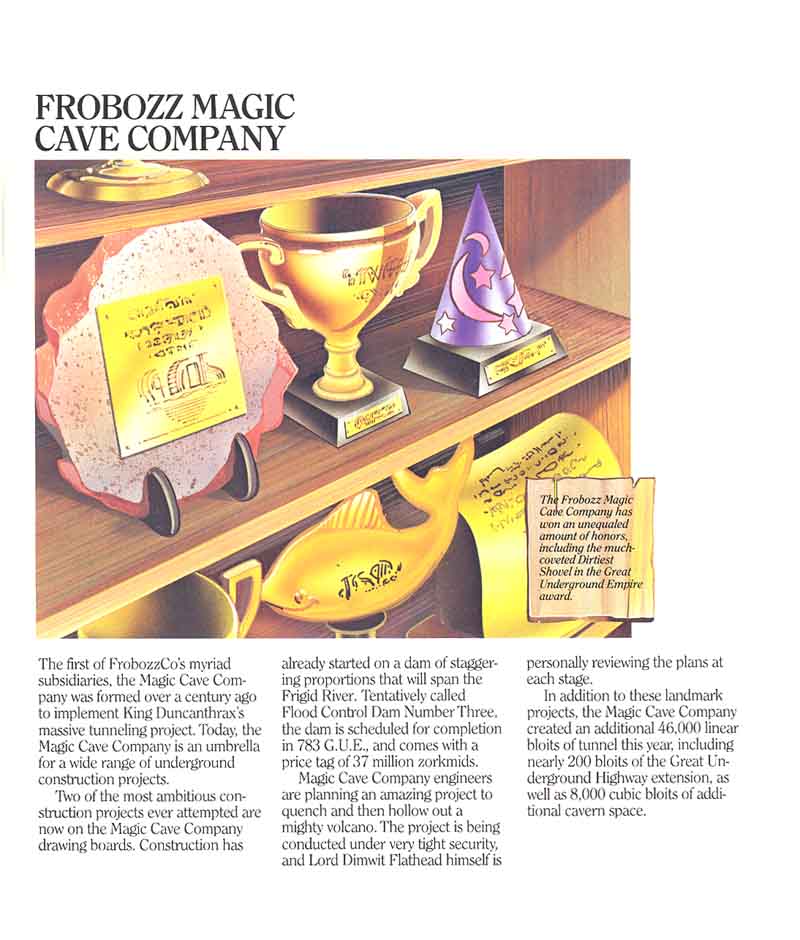 FROBOZZ MAGIC
CAVE COMPANY
The Frobozz Magic
Cave Company has
won an unequaled
amount of honors,
including the much-
coveted Dirtiest
Shovel in the Great
Underground Empire
award.
The first of FrobozzCo's myriad
subsidiaries, the Magic Cave Com-
pany was formed over a century ago
to implement King Duncanthrax's
massive tunneling project. Today, the
Magic Cave Company is an umbrella
for a wide range of underground
construction projects.
Two of the most ambitious con-
struction projects ever attempted are
now on the Magic Cave Company
drawing boards. Construction has
already started on a dam of stagger-
ing proportions that will span the
Frigid River. Tentatively called
Flood Control Dam Number Three,
the dam is scheduled for completion
in 783 G.U.E., and comes with a
price tag of 37 million zorkmids.
Magic Cave Company engineers
are planning an amazing project to
quench and then hollow out a
mighty volcano. The project is being
conducted under very tight security,
and Lord Dimwit Flathead himself is
personally reviewing the plans at
each stage.
In addition to these landmark
projects, the Magic Cave Company
created an additional 46,000 linear
bloits of tunnel this year, including
nearly 200 bloits of the Great Un-
derground Highway extension, as
well as 8,000 cubic bloits of addi-
tional cavern space.